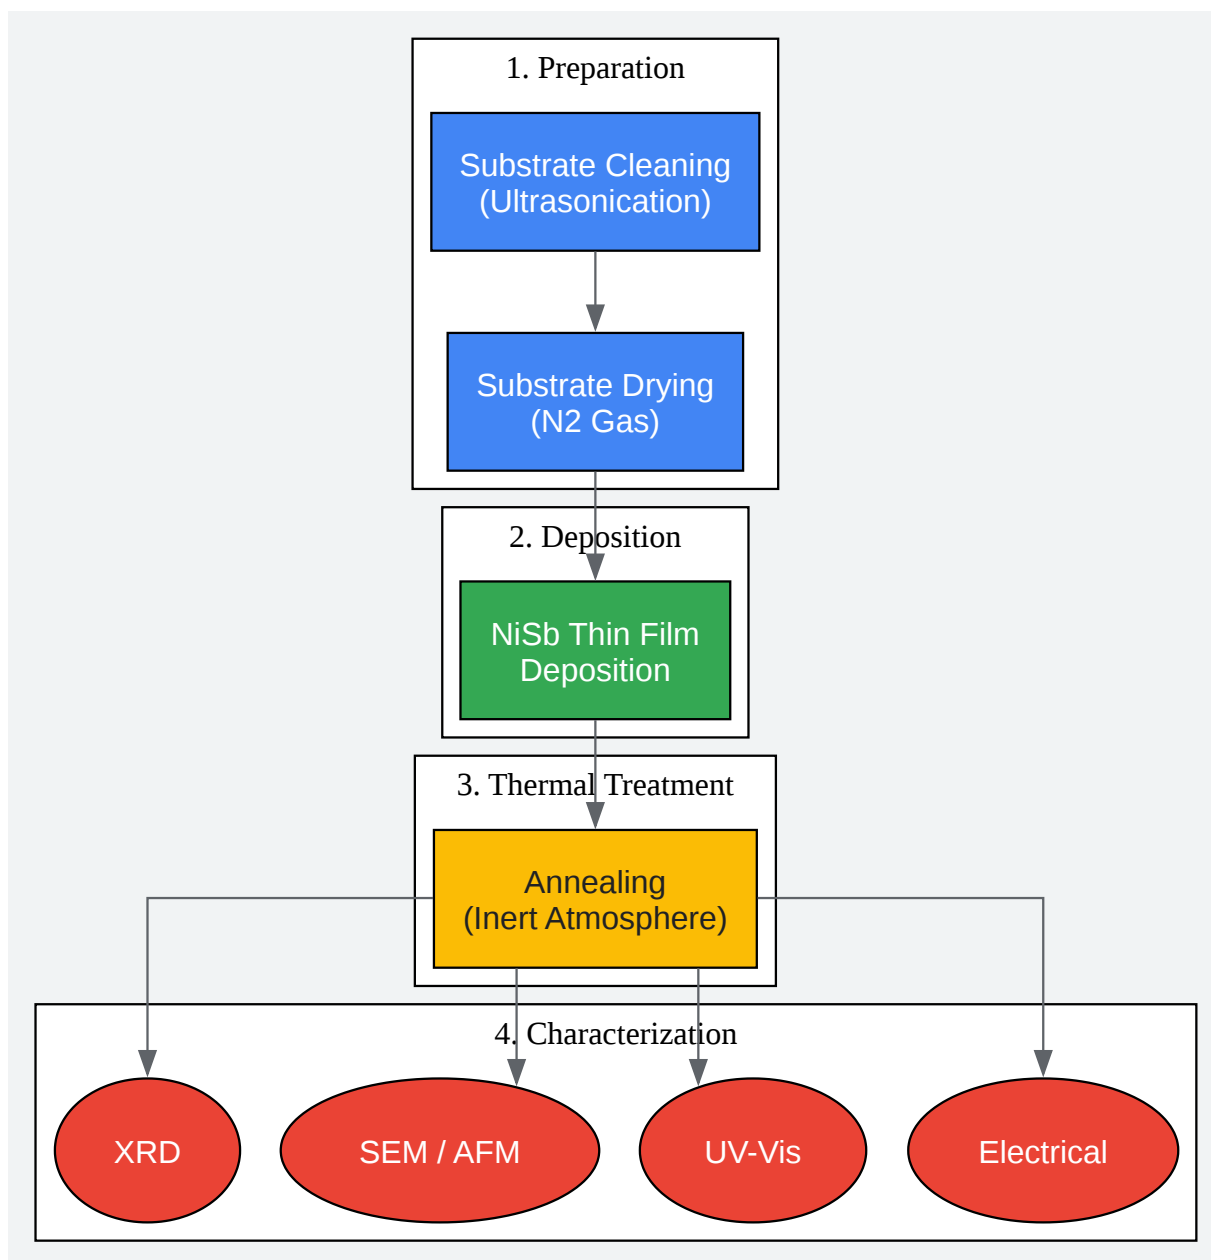 1. Preparation
Substrate Cleaning
(Ultrasonication)
Substrate Drying
(N2 Gas)
2. Deposition
NiSb Thin Film
Deposition
3. Thermal Treatment
Annealing
(Inert Atmosphere)
4. Characterization
XRD
SEM / AFM
UV-Vis
Electrical